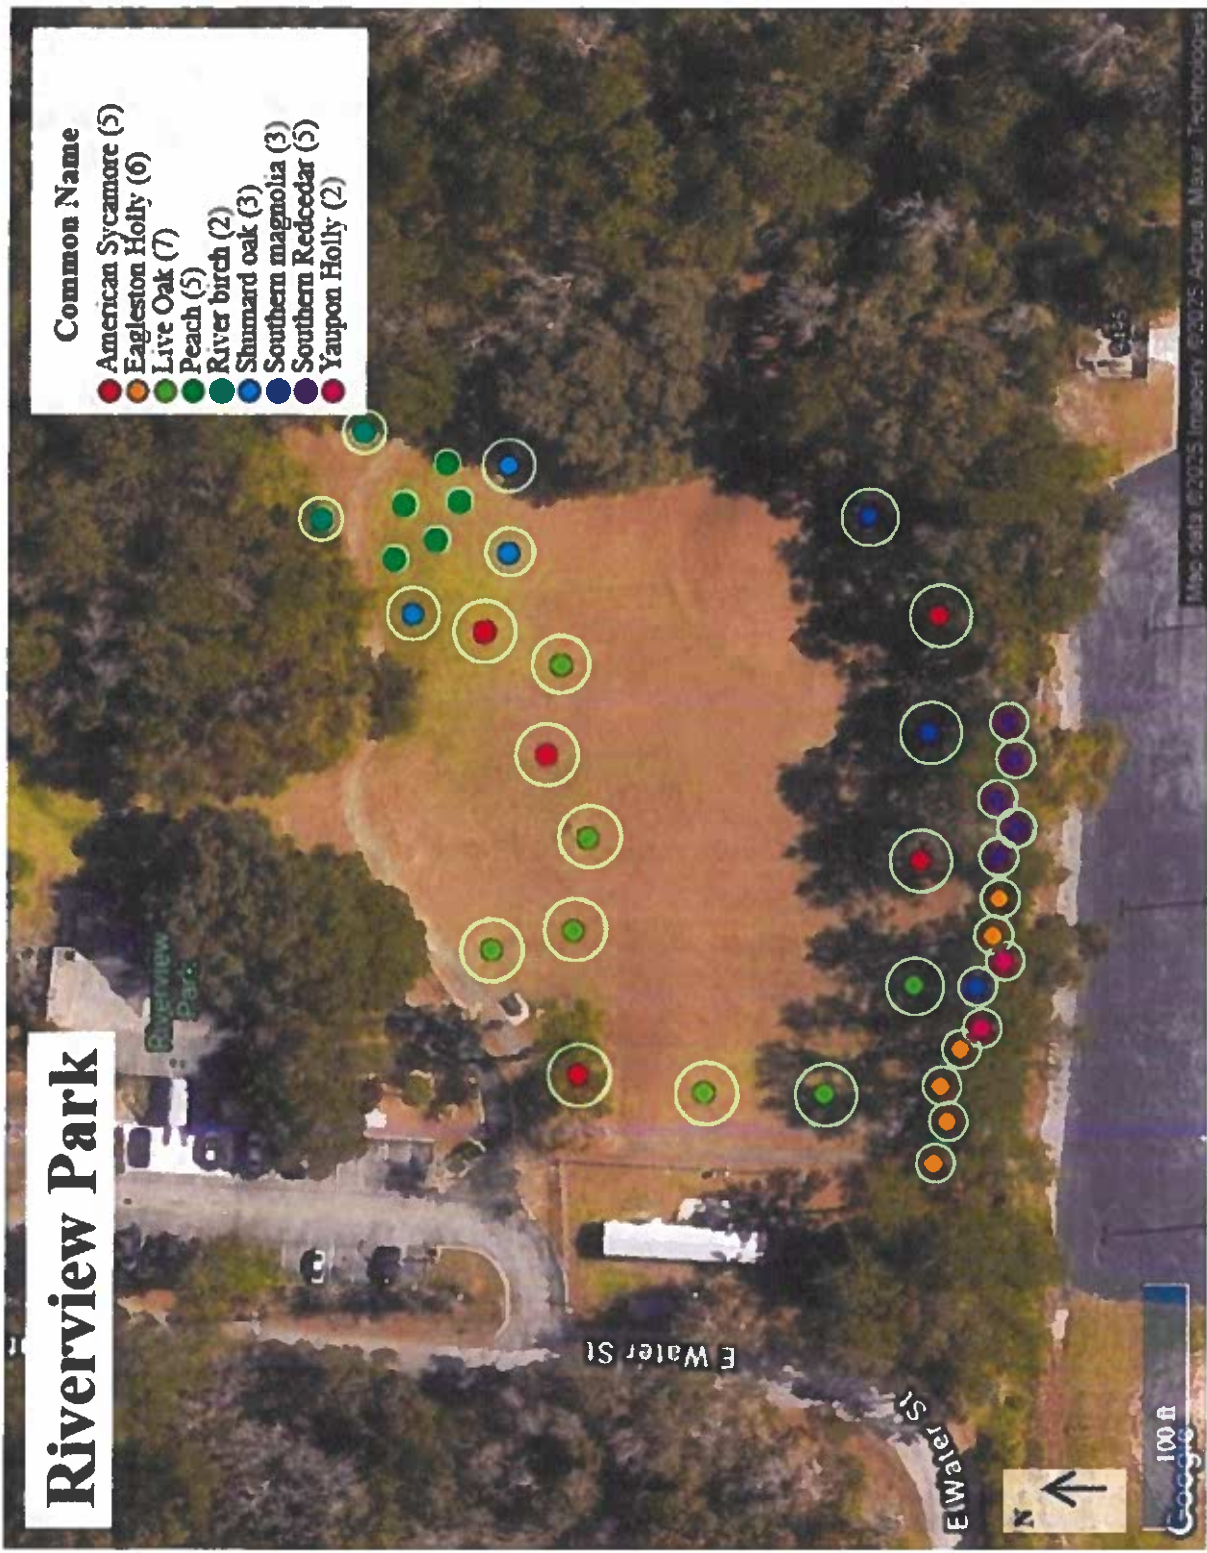 Riverview Park
Common Name
American Sycamore (5)
Eagleston Holly (6)
Live Oak (7)
Peach (5)
River birch (2)
Shumard oak (3)
Southern magnolia (3)
Southern Redcedar (5)
Yaupon Holly (2)
Riverview
Park
E Water St
E Water St
N
100 ft
Google
Map data ©2025 Imagery ©2025 Airbus, Maxar Technologies